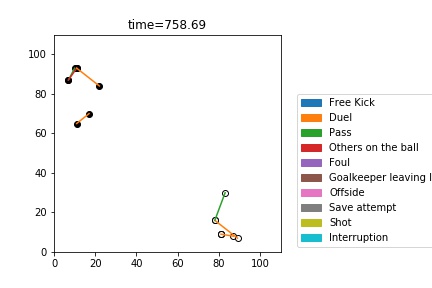 time=758.69
100
80
60
40
20
0
0 20 40 60 80 100
Free Kick
Duel
Pass
Others on the ball
Foul
Goalkeeper leaving l
Offside
Save attempt
Shot
Interruption